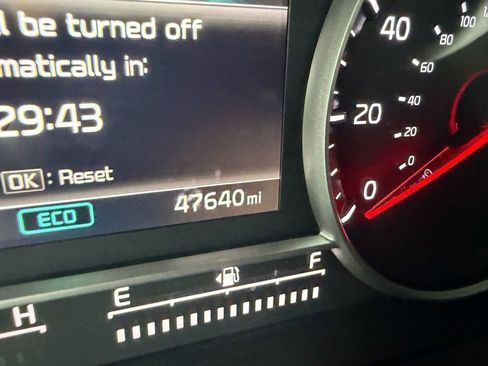 l be turned off
matically in:
29:43
OK : Reset
ECO
47640 mi
H
E
F
40
20
0
100
80
60
40
20
0